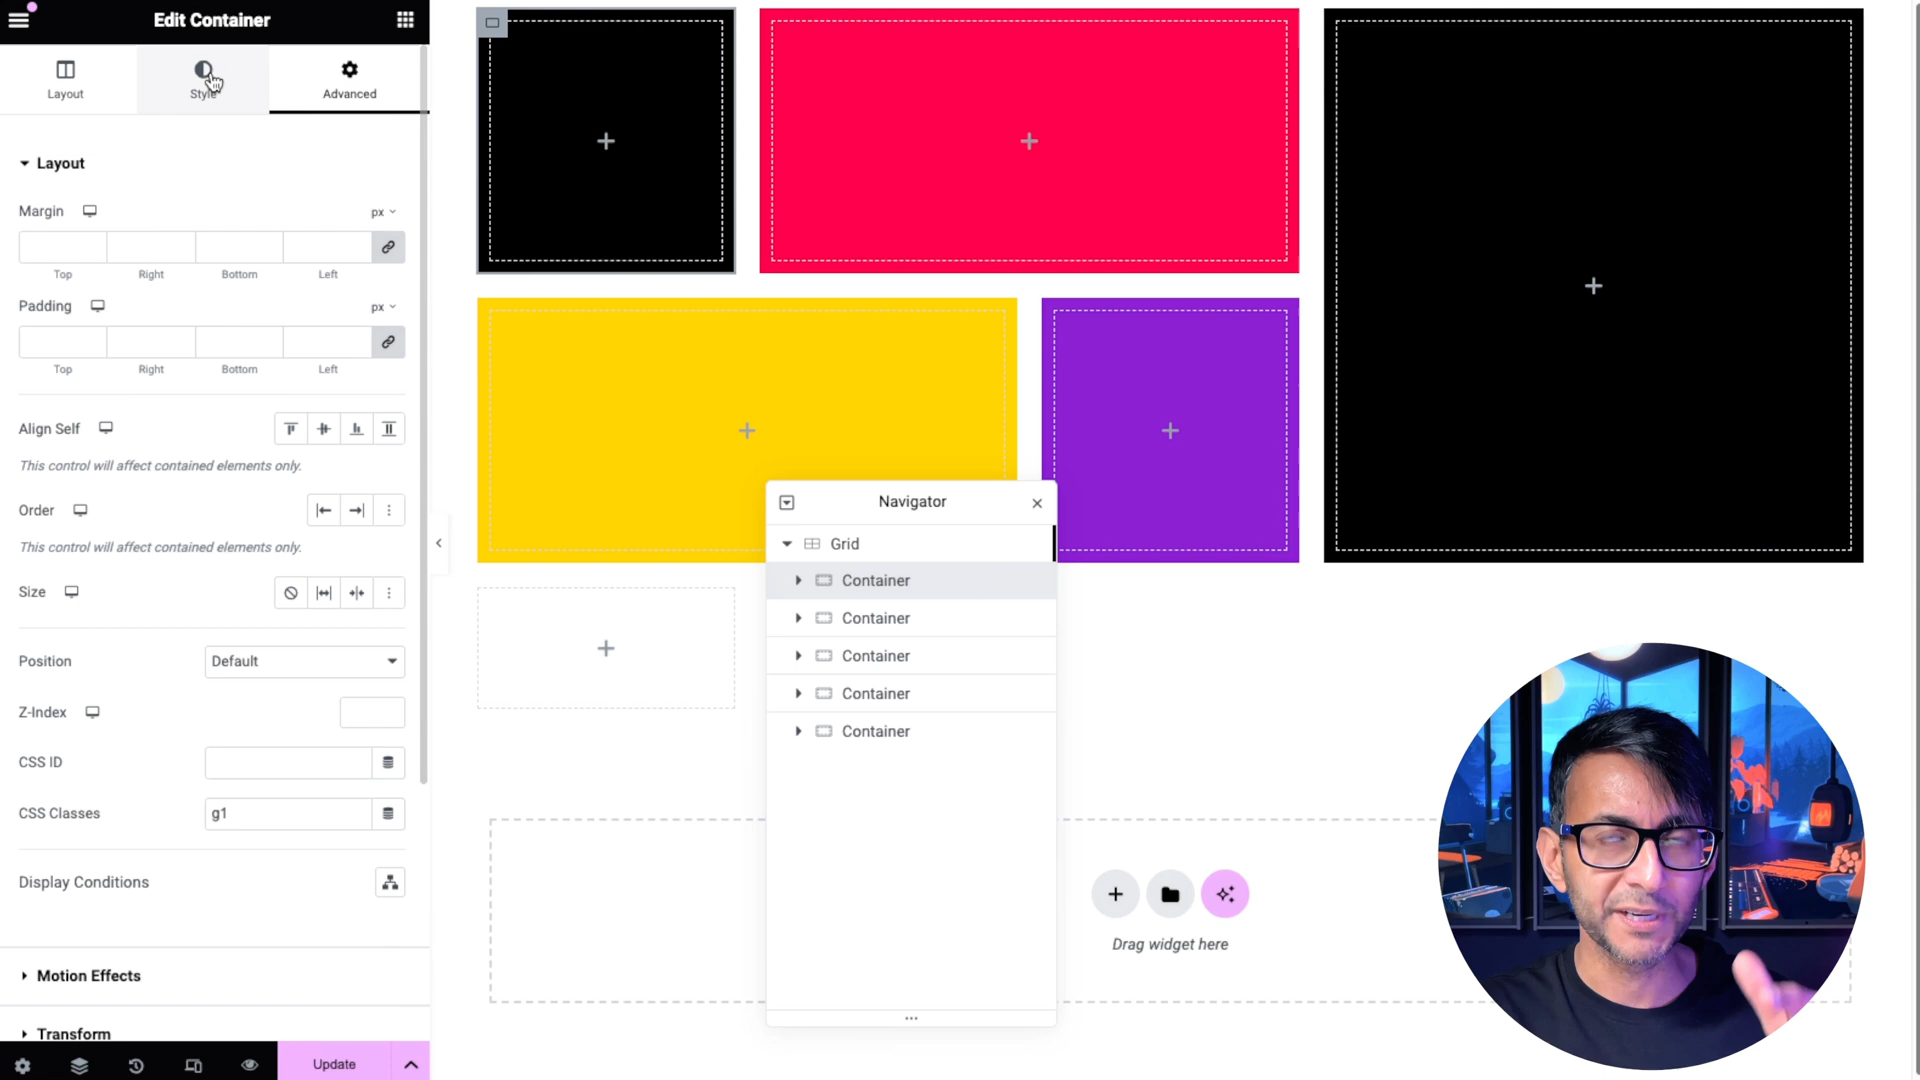 Edit Container
Layout
Style
Advanced
Layout
Margin
px
Top
Right
Bottom
Left
Padding
px
Top
Right
Bottom
Left
Align Self
This control will affect contained elements only.
Order
This control will affect contained elements only.
Size
Position
Default
Z-Index
CSS ID
CSS Classes
g1
Display Conditions
Motion Effects
Transform
Update
Navigator
Grid
Container
Container
Container
Container
Container
Drag widget here